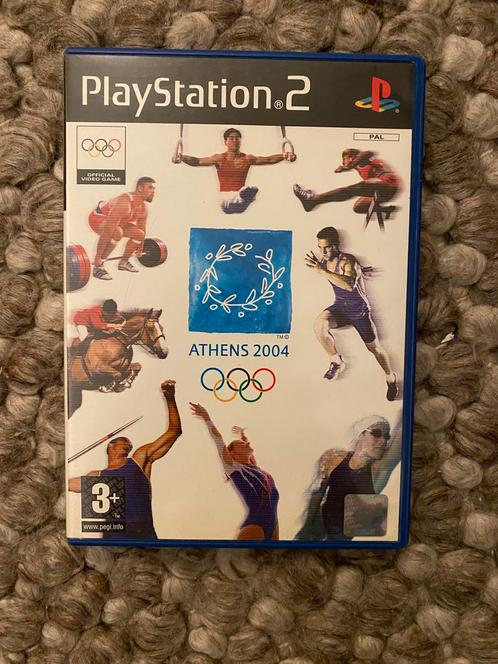 PlayStation®2
PAL
OFFICIAL
VIDEO GAME
TM©
ATHENS 2004
3+
www.pegi.info